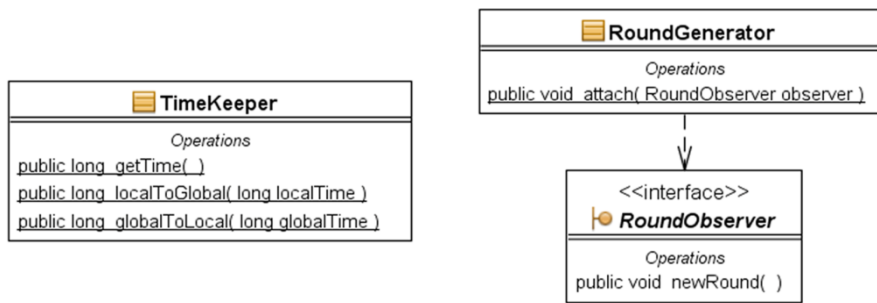 TimeKeeper
Operations
public long getTime( )
public long localToGlobal( long localTime )
public long globalToLocal( long globalTime )
RoundGenerator
Operations
public void attach( RoundObserver observer )
<<interface>>
RoundObserver
Operations
public void newRound( )